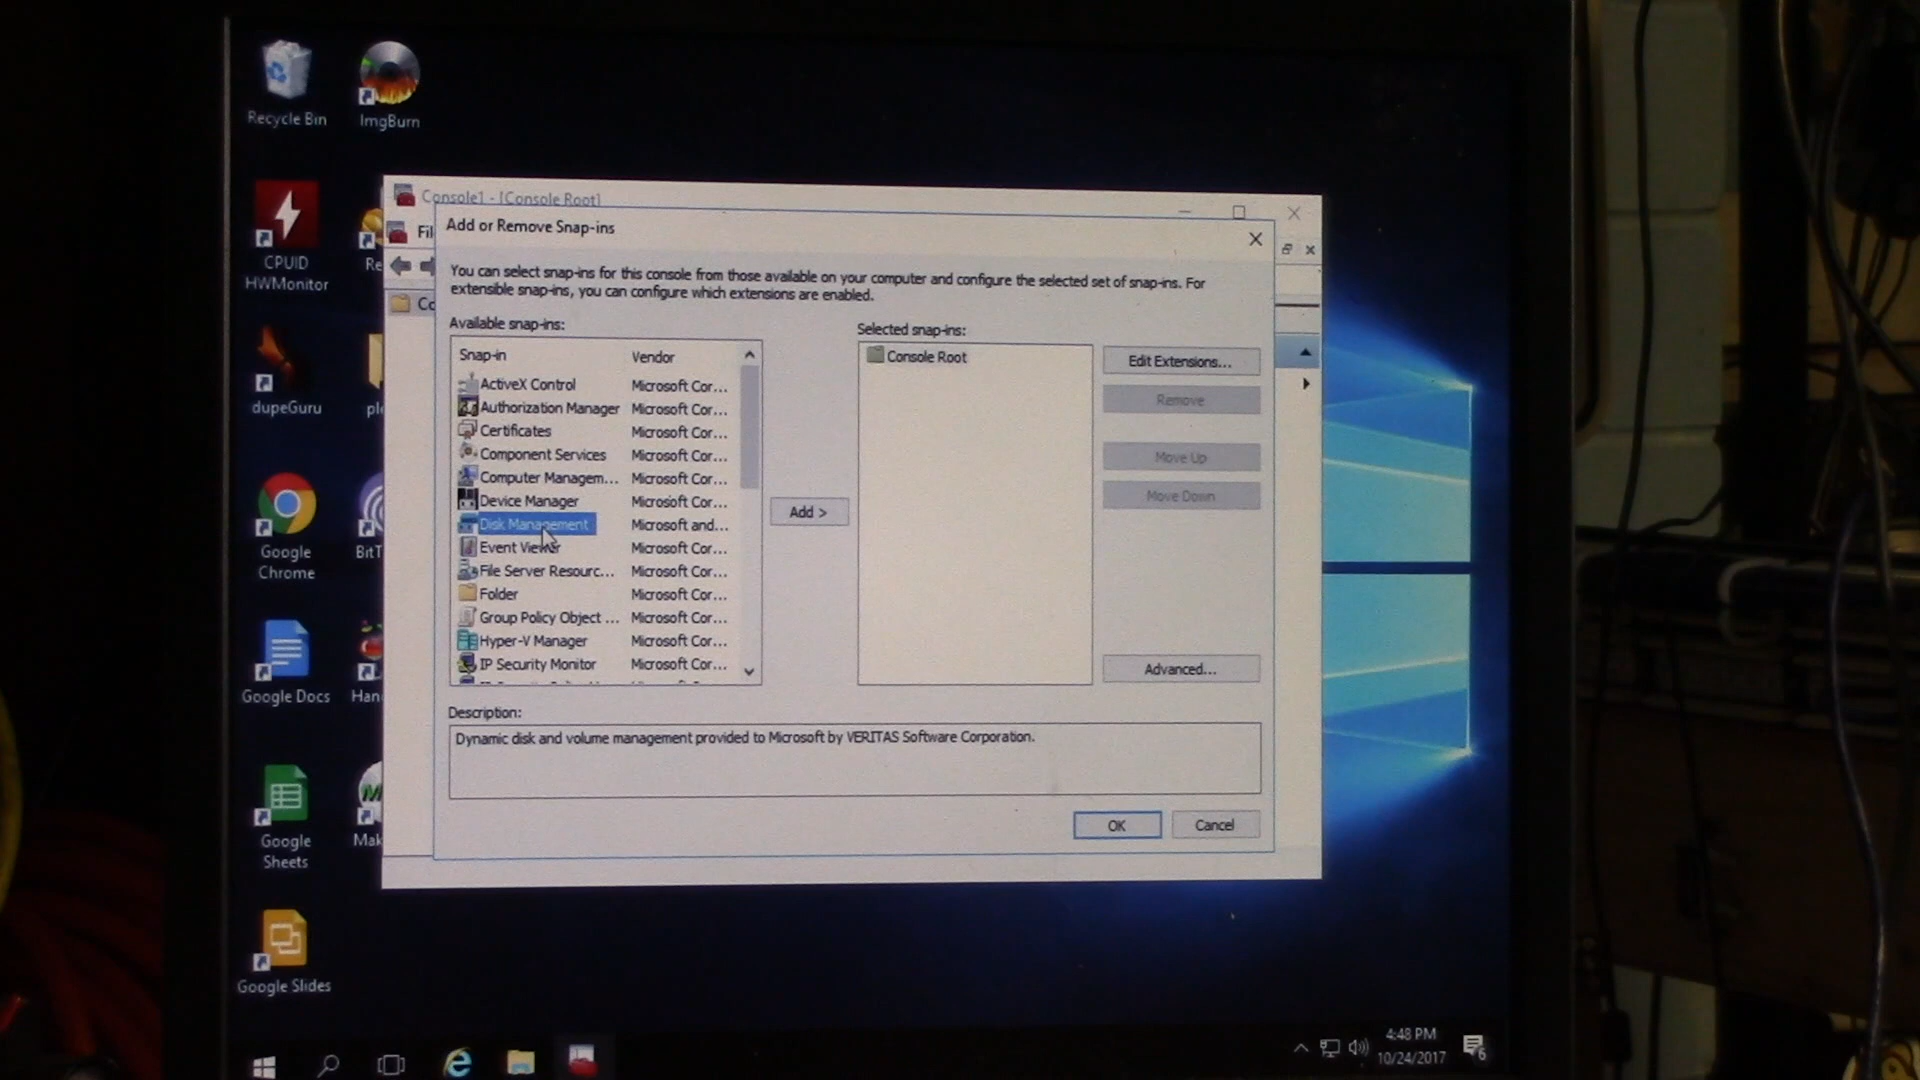 Recycle Bin
ImgBurn
CPUID
HWMonitor
Re
dupeGuru
Google
Chrome
BitT
Google Docs
Han
Google
Sheets
Mak
Google Slides
Console1 - [Console Root]
Fil
Co
Add or Remove Snap-ins
You can select snap-ins for this console from those available on your computer and configure the selected set of snap-ins. For
extensible snap-ins, you can configure which extensions are enabled.
Available snap-ins:
Snap-in Vendor
ActiveX Control Microsoft Cor...
Authorization Manager Microsoft Cor...
Certificates Microsoft Cor...
Component Services Microsoft Cor...
Computer Managem... Microsoft Cor...
Device Manager Microsoft Cor...
Disk Management Microsoft and...
Event Viewer Microsoft Cor...
File Server Resourc... Microsoft Cor...
Folder Microsoft Cor...
Group Policy Object ... Microsoft Cor...
Hyper-V Manager Microsoft Cor...
IP Security Monitor Microsoft Cor...
Add >
Selected snap-ins:
Console Root
Edit Extensions...
Remove
Move Up
Move Down
Advanced...
Description:
Dynamic disk and volume management provided to Microsoft by VERITAS Software Corporation.
OK Cancel
4:48 PM
10/24/2017
6